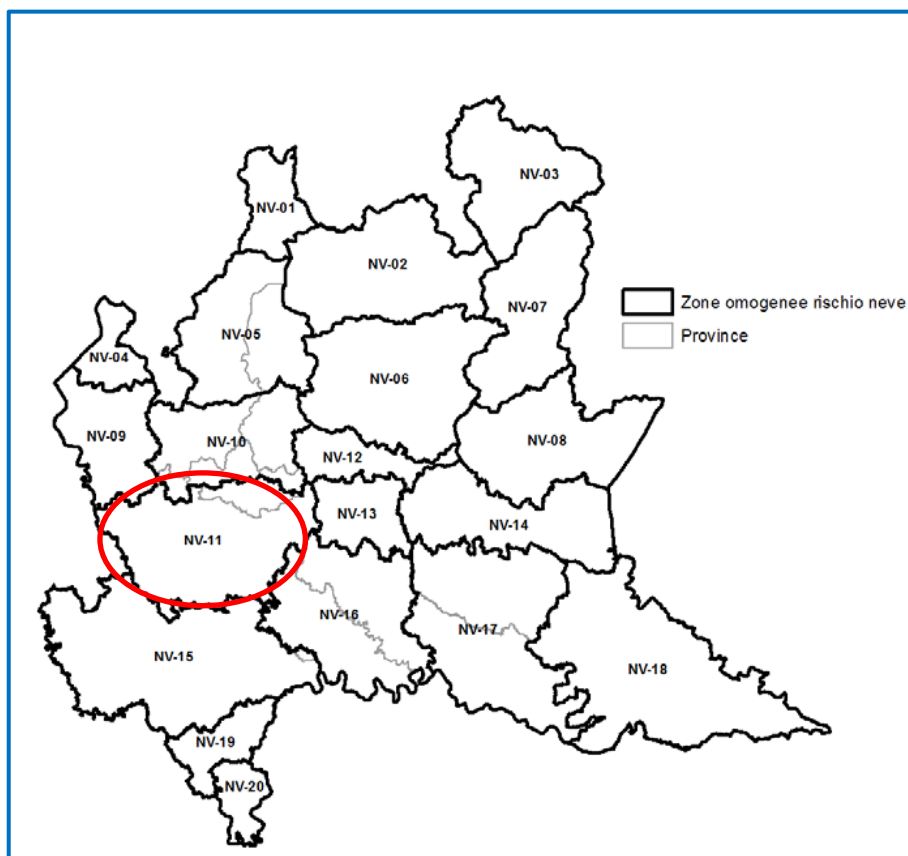 NV-03
NV-01
NV-02
NV-07
Zone omogenee rischio neve
Province
NV-05
NV-04
NV-06
NV-09
NV-10
NV-08
NV-12
NV-13
NV-14
NV-11
NV-16
NV-17
NV-15
NV-18
NV-19
NV-20